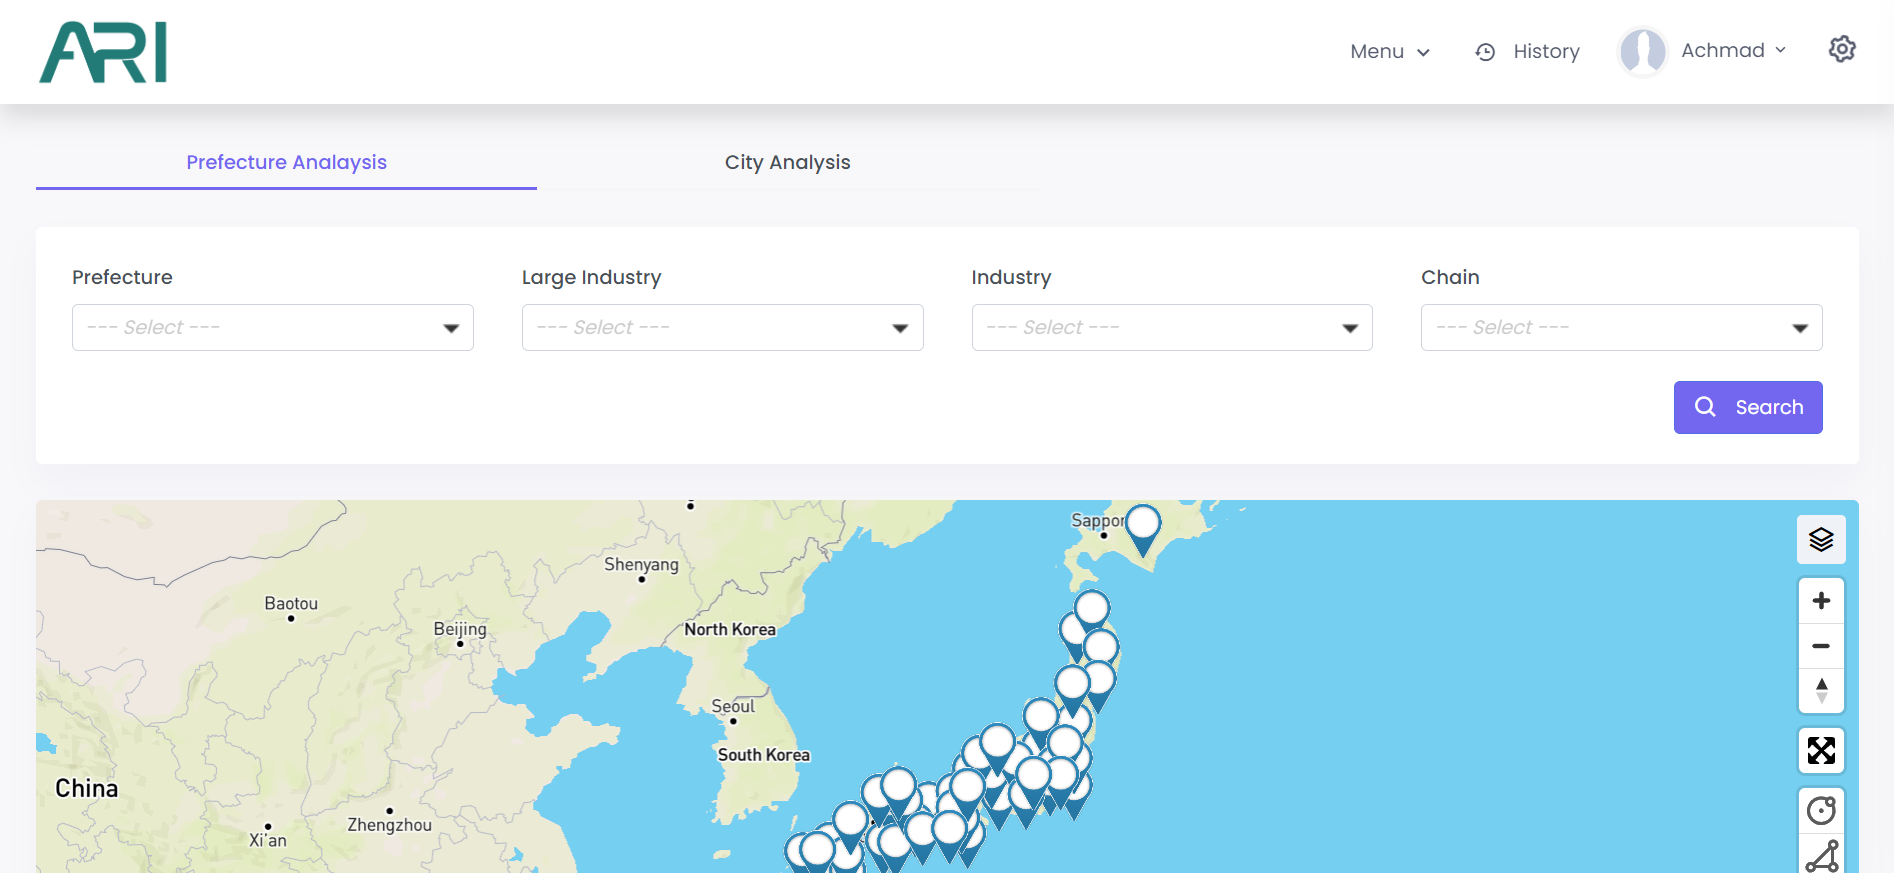 ARI
Menu
History
Achmad
Prefecture Analaysis
City Analysis
Prefecture
Large Industry
Industry
Chain
--- Select ---
--- Select ---
--- Select ---
--- Select ---
Search
Sappor
Shenyang
Baotou
Beijing
North Korea
Seoul
South Korea
China
Zhengzhou
Xi'an